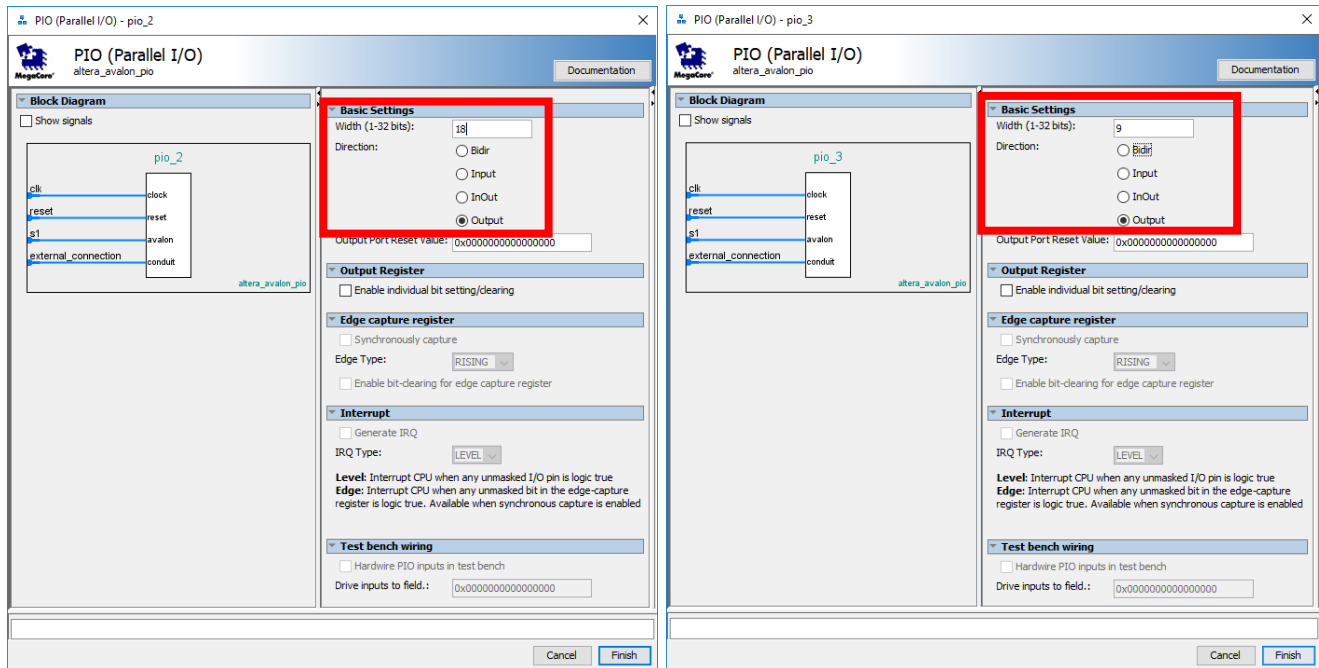 PIO (Parallel I/O) - pio_2
MegaCore'
PIO (Parallel I/O)
altera_avalon_pio
Documentation
Block Diagram
Show signals
pio_2
clk
clock
reset
reset
s1
avalon
external_connection
conduit
altera_avalon_pio
Basic Settings
Width (1-32 bits): 18
Direction:
Bidir
Input
InOut
Output
Output Port Reset Value: 0x0000000000000000
Output Register
Enable individual bit setting/clearing
Edge capture register
Synchronously capture
Edge Type: RISING
Enable bit-clearing for edge capture register
Interrupt
Generate IRQ
IRQ Type: LEVEL
Level: Interrupt CPU when any unmasked I/O pin is logic true
Edge: Interrupt CPU when any unmasked bit in the edge-capture
register is logic true. Available when synchronous capture is enabled
Test bench wiring
Hardwire PIO inputs in test bench
Drive inputs to field.: 0x0000000000000000
Cancel Finish
PIO (Parallel I/O) - pio_3
MegaCore'
PIO (Parallel I/O)
altera_avalon_pio
Documentation
Block Diagram
Show signals
pio_3
clk
clock
reset
reset
s1
avalon
external_connection
conduit
altera_avalon_pio
Basic Settings
Width (1-32 bits): 9
Direction:
Bidir
Input
InOut
Output
Output Port Reset Value: 0x0000000000000000
Output Register
Enable individual bit setting/clearing
Edge capture register
Synchronously capture
Edge Type: RISING
Enable bit-clearing for edge capture register
Interrupt
Generate IRQ
IRQ Type: LEVEL
Level: Interrupt CPU when any unmasked I/O pin is logic true
Edge: Interrupt CPU when any unmasked bit in the edge-capture
register is logic true. Available when synchronous capture is enabled
Test bench wiring
Hardwire PIO inputs in test bench
Drive inputs to field.: 0x0000000000000000
Cancel Finish